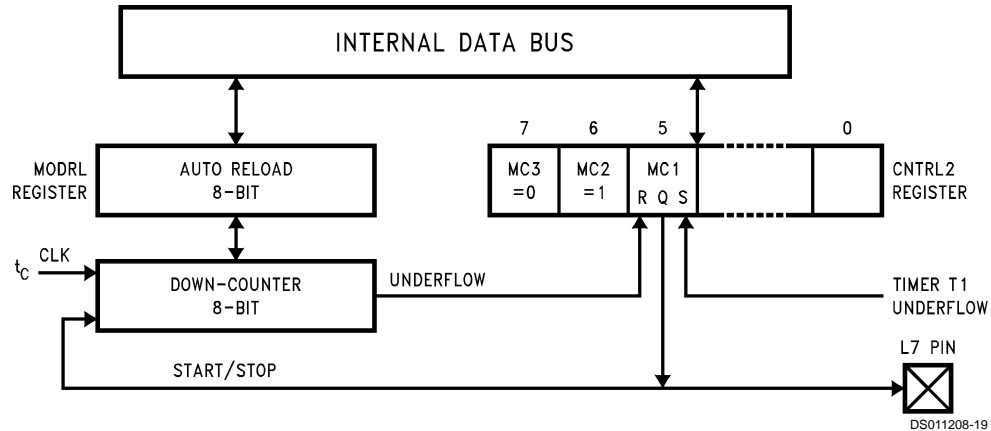 INTERNAL DATA BUS
7 6 5 0
MODRL
REGISTER
AUTO RELOAD
8-BIT
MC3
=0
MC2
=1
MC1
R Q S
CNTRL2
REGISTER
tC CLK
DOWN-COUNTER
8-BIT
UNDERFLOW
TIMER T1
UNDERFLOW
START/STOP
L7 PIN
DS011208-19